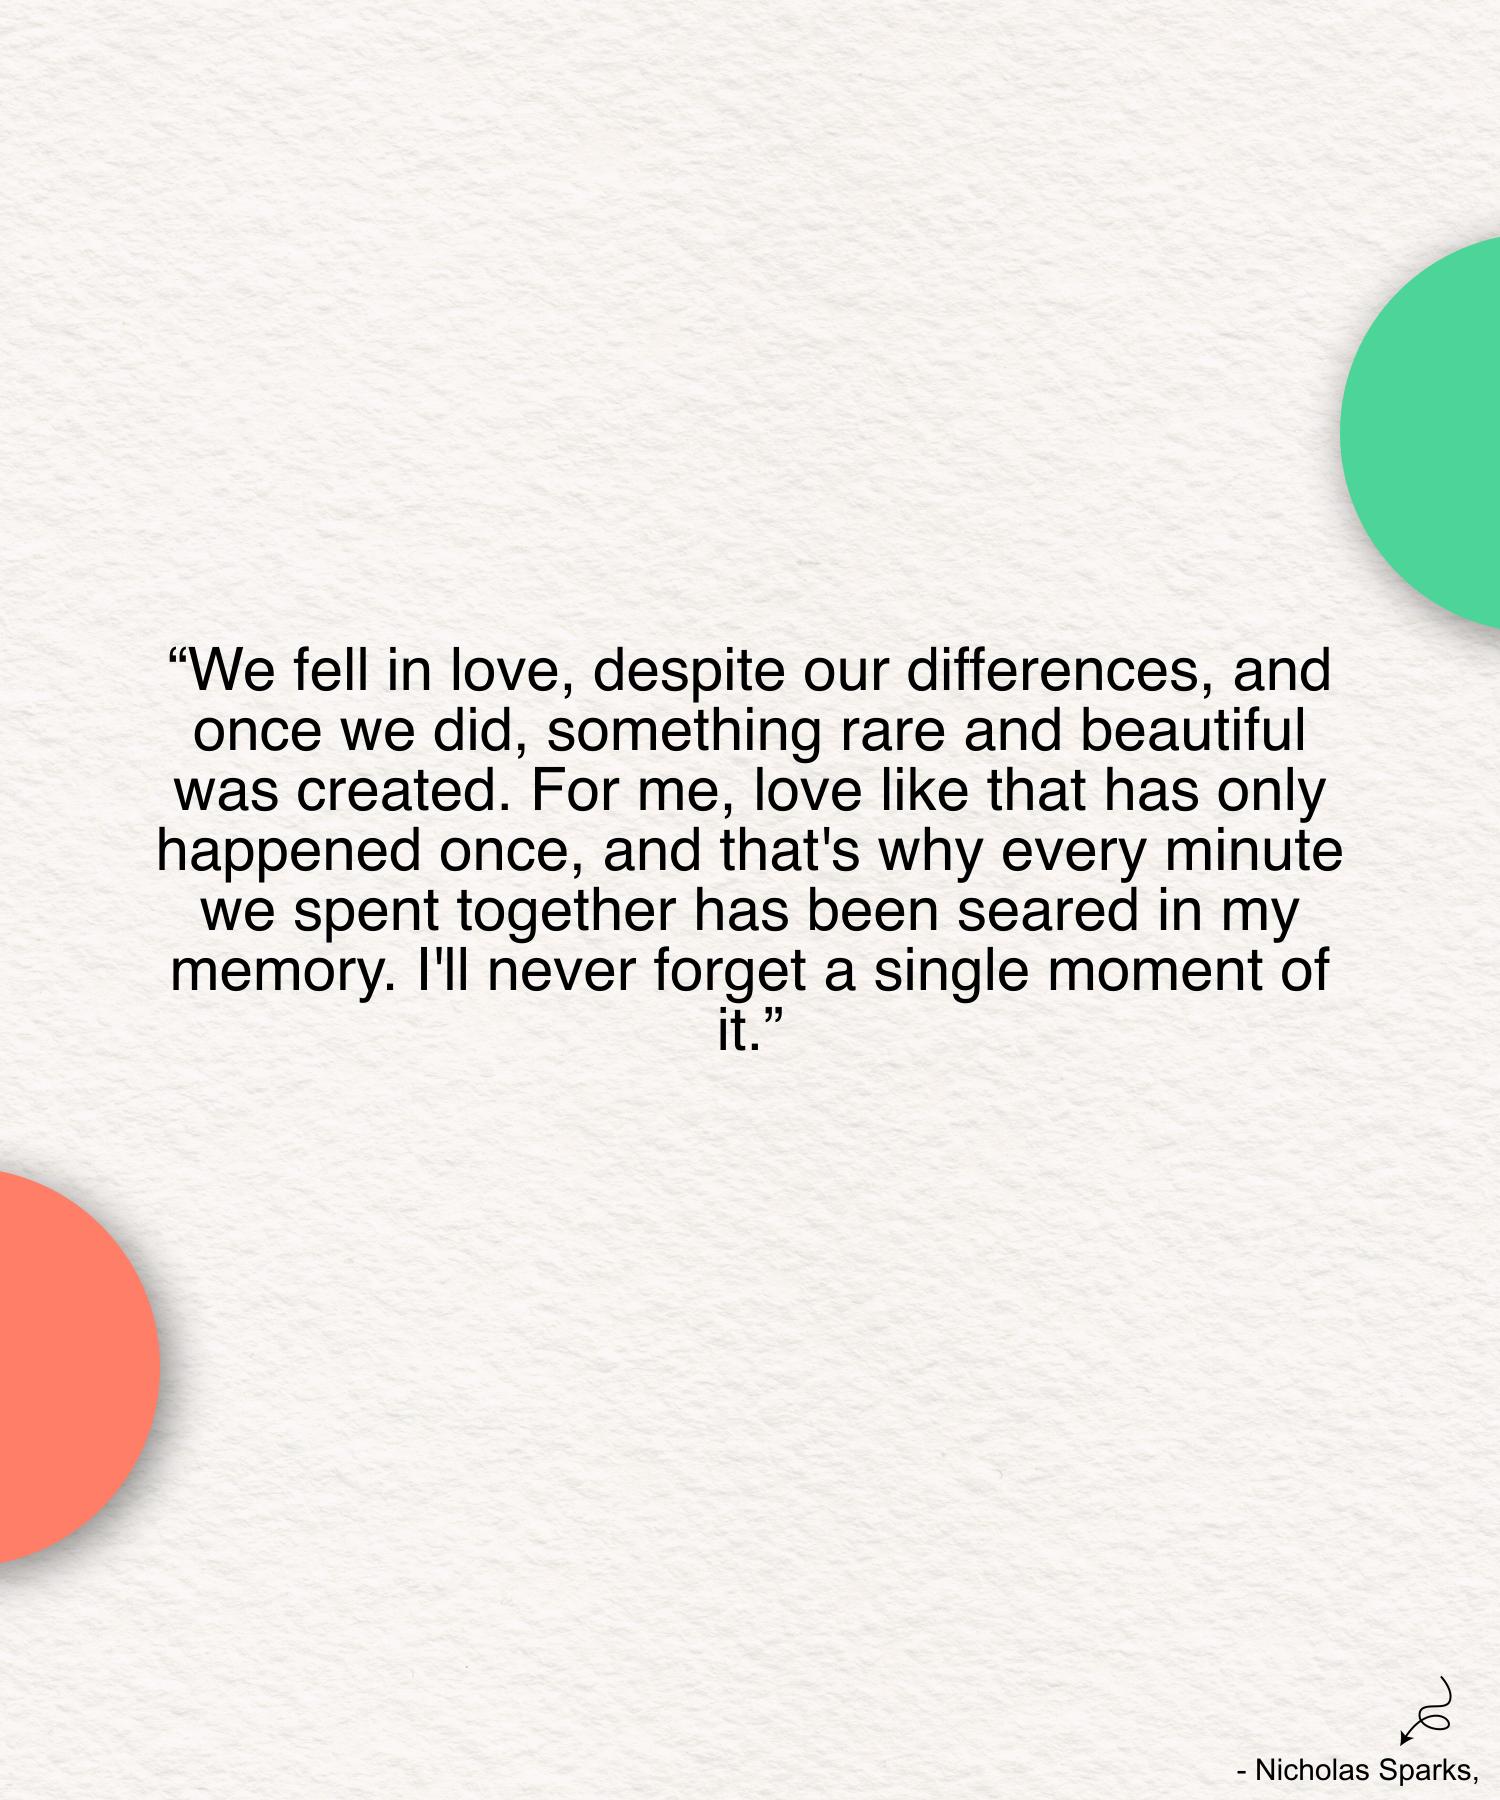 “We fell in love, despite our differences, and
once we did, something rare and beautiful
was created. For me, love like that has only
happened once, and that's why every minute
we spent together has been seared in my
memory. I'll never forget a single moment of
it.”
- Nicholas Sparks,